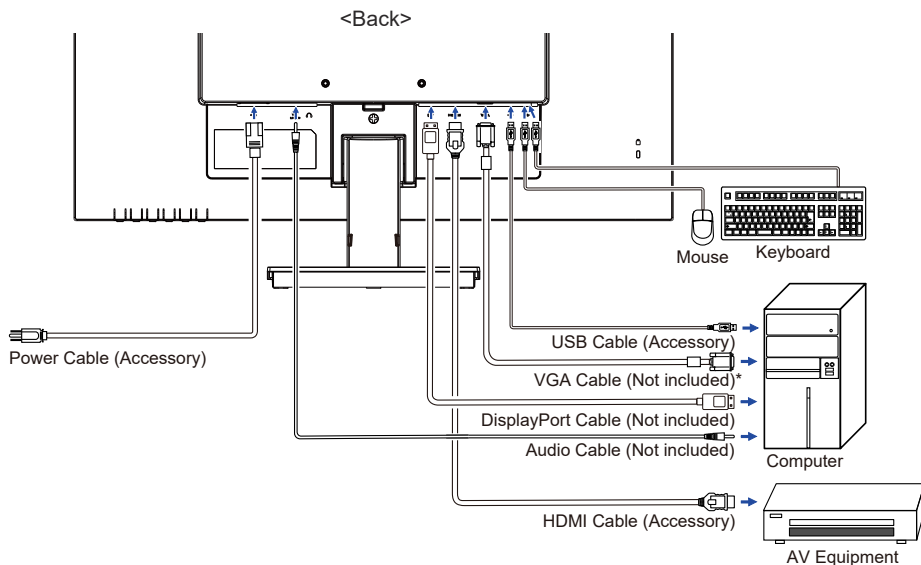 <Back>
Mouse
Keyboard
USB Cable (Accessory)
Power Cable (Accessory)
VGA Cable (Not included)*
DisplayPort Cable (Not included)
Audio Cable (Not included)
Computer
HDMI Cable (Accessory)
AV Equipment